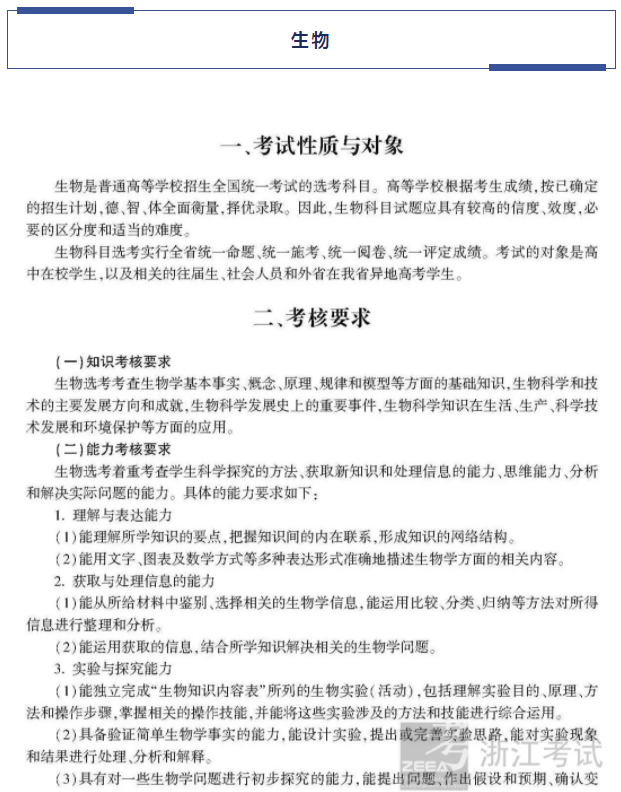 生物
一、考试性质与对象
生物是普通高等学校招生全国统一考试的选考科目。高等学校根据考生成绩,按已确定
的招生计划,德、智、体全面衡量,择优录取。因此,生物科目试题应具有较高的信度、效度,必
要的区分度和适当的难度。
生物科目选考实行全省统一命题、统一施考、统一阅卷、统一评定成绩。考试的对象是高
中在校学生,以及相关的往届生、社会人员和外省在我省异地高考学生。
二、考核要求
(一)知识考核要求
生物选考考查生物学基本事实、概念、原理、规律和模型等方面的基础知识,生物科学和技
术的主要发展方向和成就,生物科学发展史上的重要事件,生物科学知识在生活、生产、科学技
术发展和环境保护等方面的应用。
(二)能力考核要求
生物选考着重考查学生科学探究的方法、获取新知识和处理信息的能力、思维能力、分析
和解决实际问题的能力。具体的能力要求如下:
1. 理解与表达能力
(1)能理解所学知识的要点,把握知识间的内在联系,形成知识的网络结构。
(2)能用文字、图表及数学方式等多种表达形式准确地描述生物学方面的相关内容。
2. 获取与处理信息的能力
(1)能从所给材料中鉴别、选择相关的生物学信息,能运用比较、分类、归纳等方法对所得
信息进行整理和分析。
(2)能运用获取的信息,结合所学知识解决相关的生物学问题。
3. 实验与探究能力
(1)能独立完成“生物知识内容表”所列的生物实验(活动),包括理解实验目的、原理、方
法和操作步骤,掌握相关的操作技能,并能将这些实验涉及的方法和技能进行综合运用。
(2)具备验证简单生物学事实的能力,能设计实验,提出或完善实验思路,能对实验现象
和结果进行处理、分析和解释。
(3)具有对一些生物学问题进行初步探究的能力,能提出问题、作出假设和预期、确认变
考
ZEEA
浙江考试